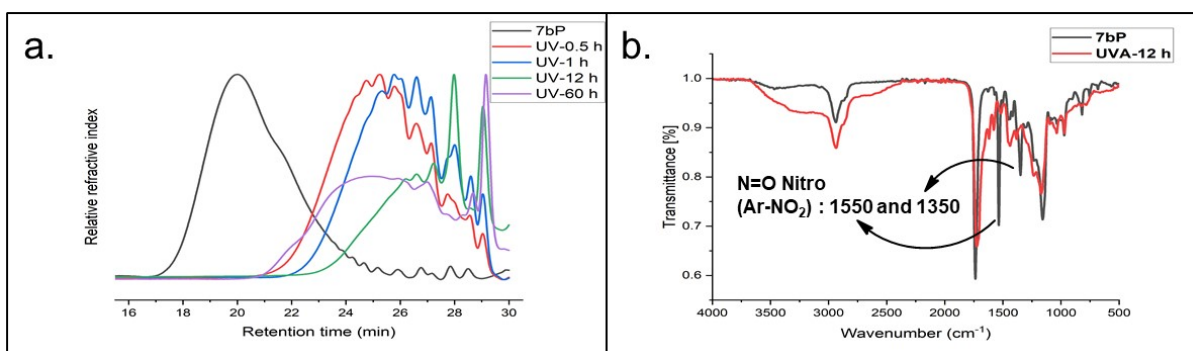 a.
7bP
UV-0.5 h
UV-1 h
UV-12 h
UV-60 h
Relative refractive index
16 18 20 22 24 26 28 30
Retention time (min)
b.
7bP
UVA-12 h
Transmittance [%]
1.0
0.9
0.8
0.7
0.6
N=O Nitro
(Ar-NO₂) : 1550 and 1350
4000 3500 3000 2500 2000 1500 1000 500
Wavenumber (cm⁻¹)